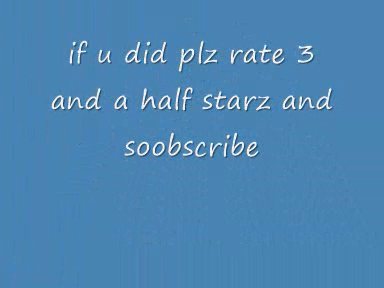 if u did plz rate 3
and a half starz and
soobscribe